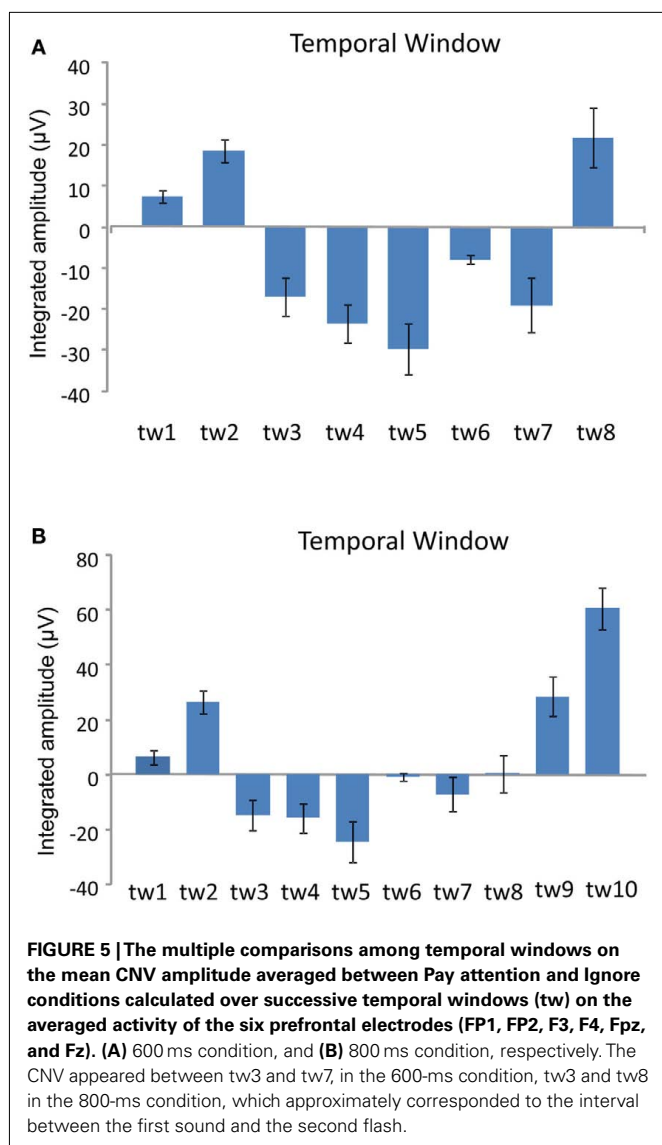 A
Temporal Window
Integrated amplitude (µV)
40
30
20
10
0
-10
-20
-30
-40
tw1 tw2 tw3 tw4 tw5 tw6 tw7 tw8
B
Temporal Window
Integrated amplitude (µV)
80
60
40
20
0
-20
-40
tw1 tw2 tw3 tw4 tw5 tw6 tw7 tw8 tw9 tw10
FIGURE 5 | The multiple comparisons among temporal windows on
the mean CNV amplitude averaged between Pay attention and Ignore
conditions calculated over successive temporal windows (tw) on the
averaged activity of the six prefrontal electrodes (FP1, FP2, F3, F4, Fpz,
and Fz). (A) 600 ms condition, and (B) 800 ms condition, respectively. The
CNV appeared between tw3 and tw7, in the 600-ms condition, tw3 and tw8
in the 800-ms condition, which approximately corresponded to the interval
between the first sound and the second flash.